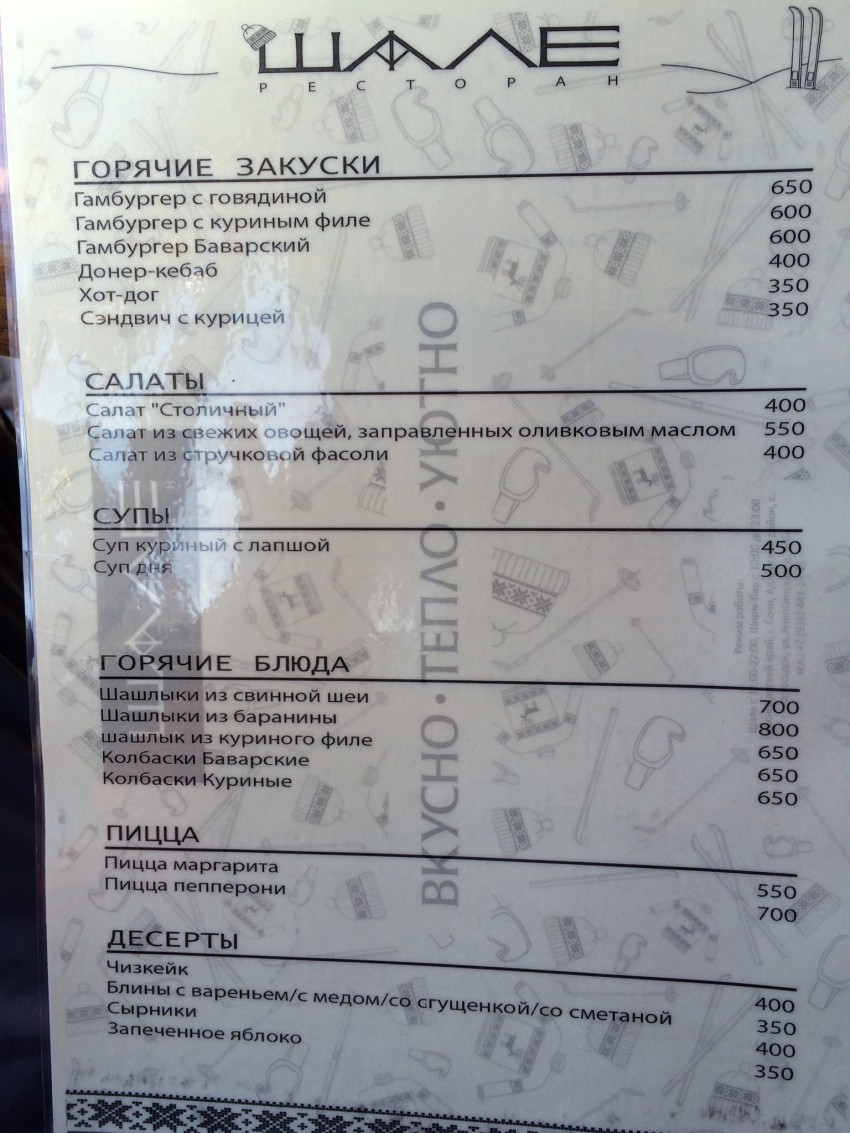 ШАЛЕ
РЕСТОРАН
ГОРЯЧИЕ ЗАКУСКИ
Гамбургер с говядиной 650
Гамбургер с куриным филе 600
Гамбургер Баварский 600
Донер-кебаб 400
Хот-дог 350
Сэндвич с курицей 350
САЛАТЫ
Салат "Столичный" 400
Салат из свежих овощей, заправленных оливковым маслом 550
Салат из стручковой фасоли 400
СУПЫ
Суп куриный с лапшой 450
Суп дня 500
ГОРЯЧИЕ БЛЮДА
Шашлыки из свинной шеи 700
Шашлыки из баранины 800
шашлык из куриного филе 650
Колбаски Баварские 650
Колбаски Куриные 650
ПИЦЦА
Пицца маргарита 550
Пицца пепперони 700
ДЕСЕРТЫ
Чизкейк 400
Блины с вареньем/с медом/со сгущенкой/со сметаной 350
Сырники 400
Запеченное яблоко 350
ВКУСНО · ТЕПЛО · УЮТНО
ШАЛЕ
Режим работы: